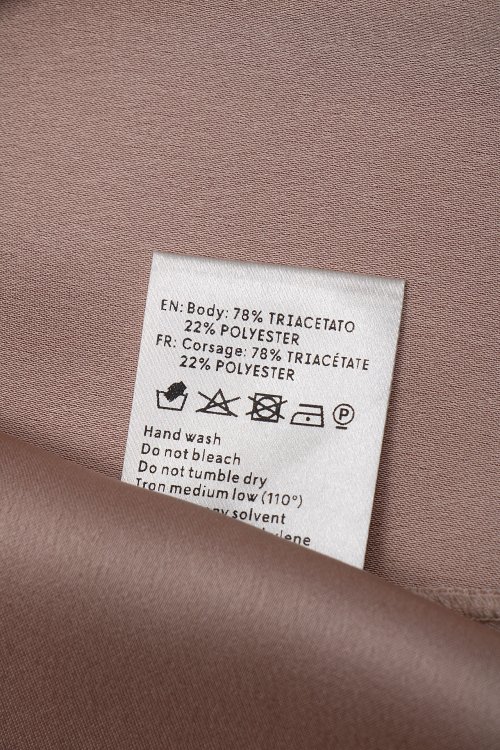 EN: Body: 78% TRIACETATO
22% POLYESTER
FR: Corsage: 78% TRIACÉTATE
22% POLYESTER
P
Hand wash
Do not bleach
Do not tumble dry
Iron medium low (110°)
solvent